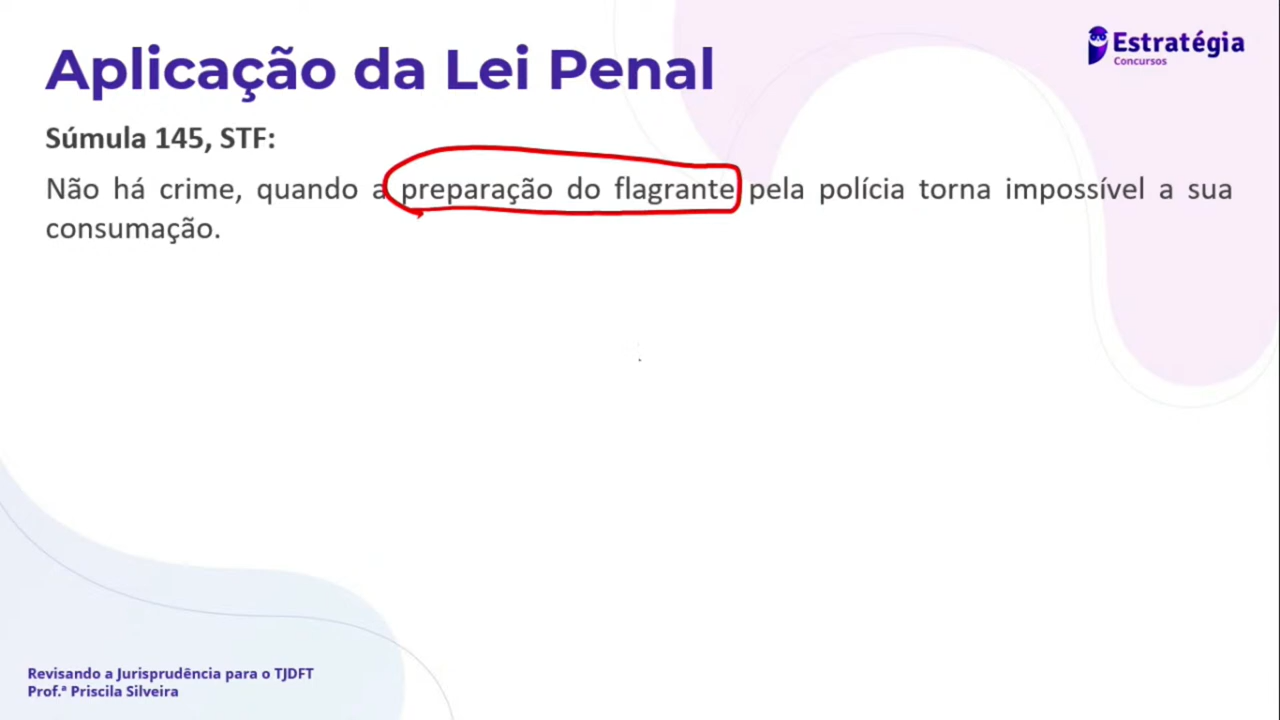 Aplicação da Lei Penal
Estratégia
Concursos
Súmula 145, STF:
Não há crime, quando a preparação do flagrante pela polícia torna impossível a sua
consumação.
Revisando a Jurisprudência para o TJDFT
Prof.ª Priscila Silveira